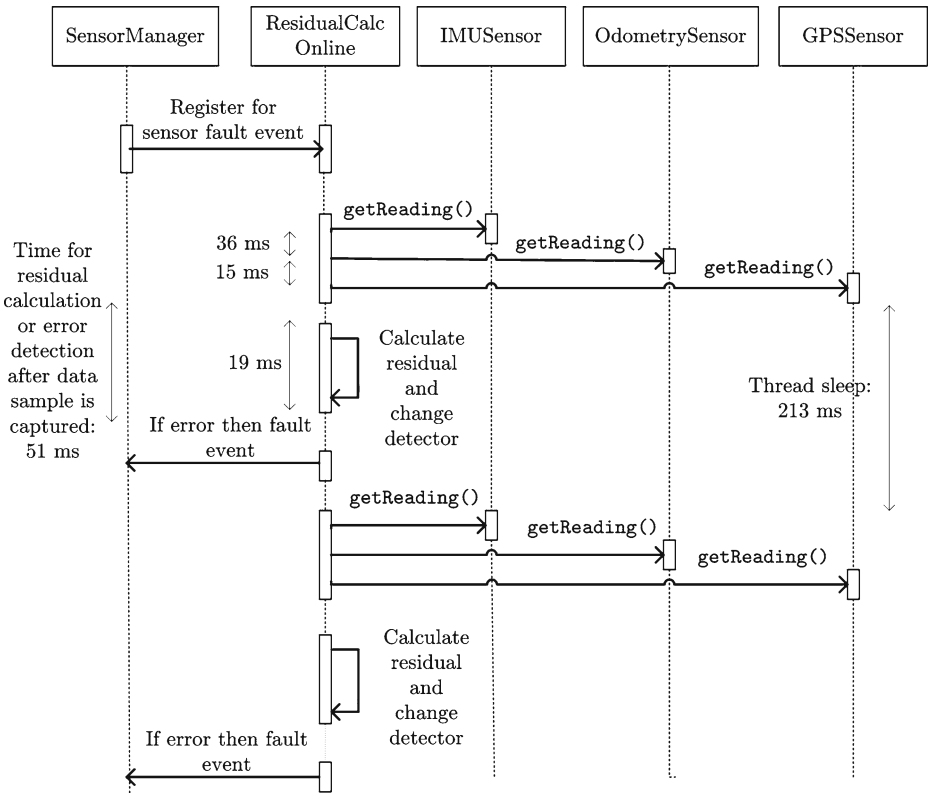 SensorManager
ResidualCalc
Online
IMUSensor
OdometrySensor
GPSSensor
Register for
sensor fault event
getReading()
36 ms
getReading()
15 ms
getReading()
Time for
residual
calculation
or error
detection
after data
sample is
captured:
51 ms
19 ms
Calculate
residual
and
change
detector
Thread sleep:
213 ms
If error then fault
event
getReading()
getReading()
getReading()
Calculate
residual
and
change
detector
If error then fault
event